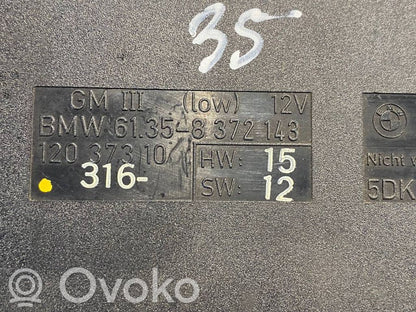 35
GM III (low) 12V
BMW 61.35-8 372 143
120 373 10
HW: 15
316-
SW: 12
Nicht
5DK
Ovoko